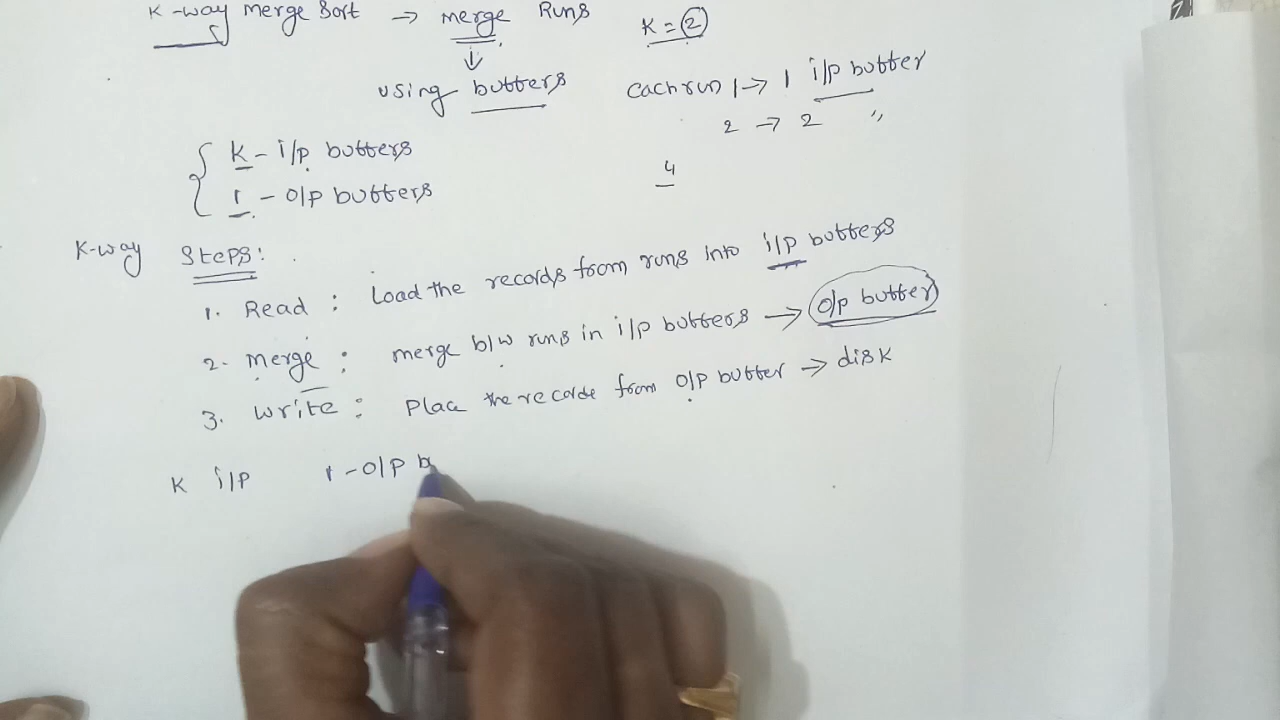 K-way merge sort → merge Runs K = 2
↓
using buffers each run 1 → 1 i/p buffer
2 → 2 "
K - i/p buffers
1 - o/p buffers 4
K-way Steps:
1. Read : Load the records from runs into i/p buffers
2. Merge : merge b/w runs in i/p buffers → o/p buffer
3. Write : Place the records from o/p buffer → disk
K i/p 1 - o/p b